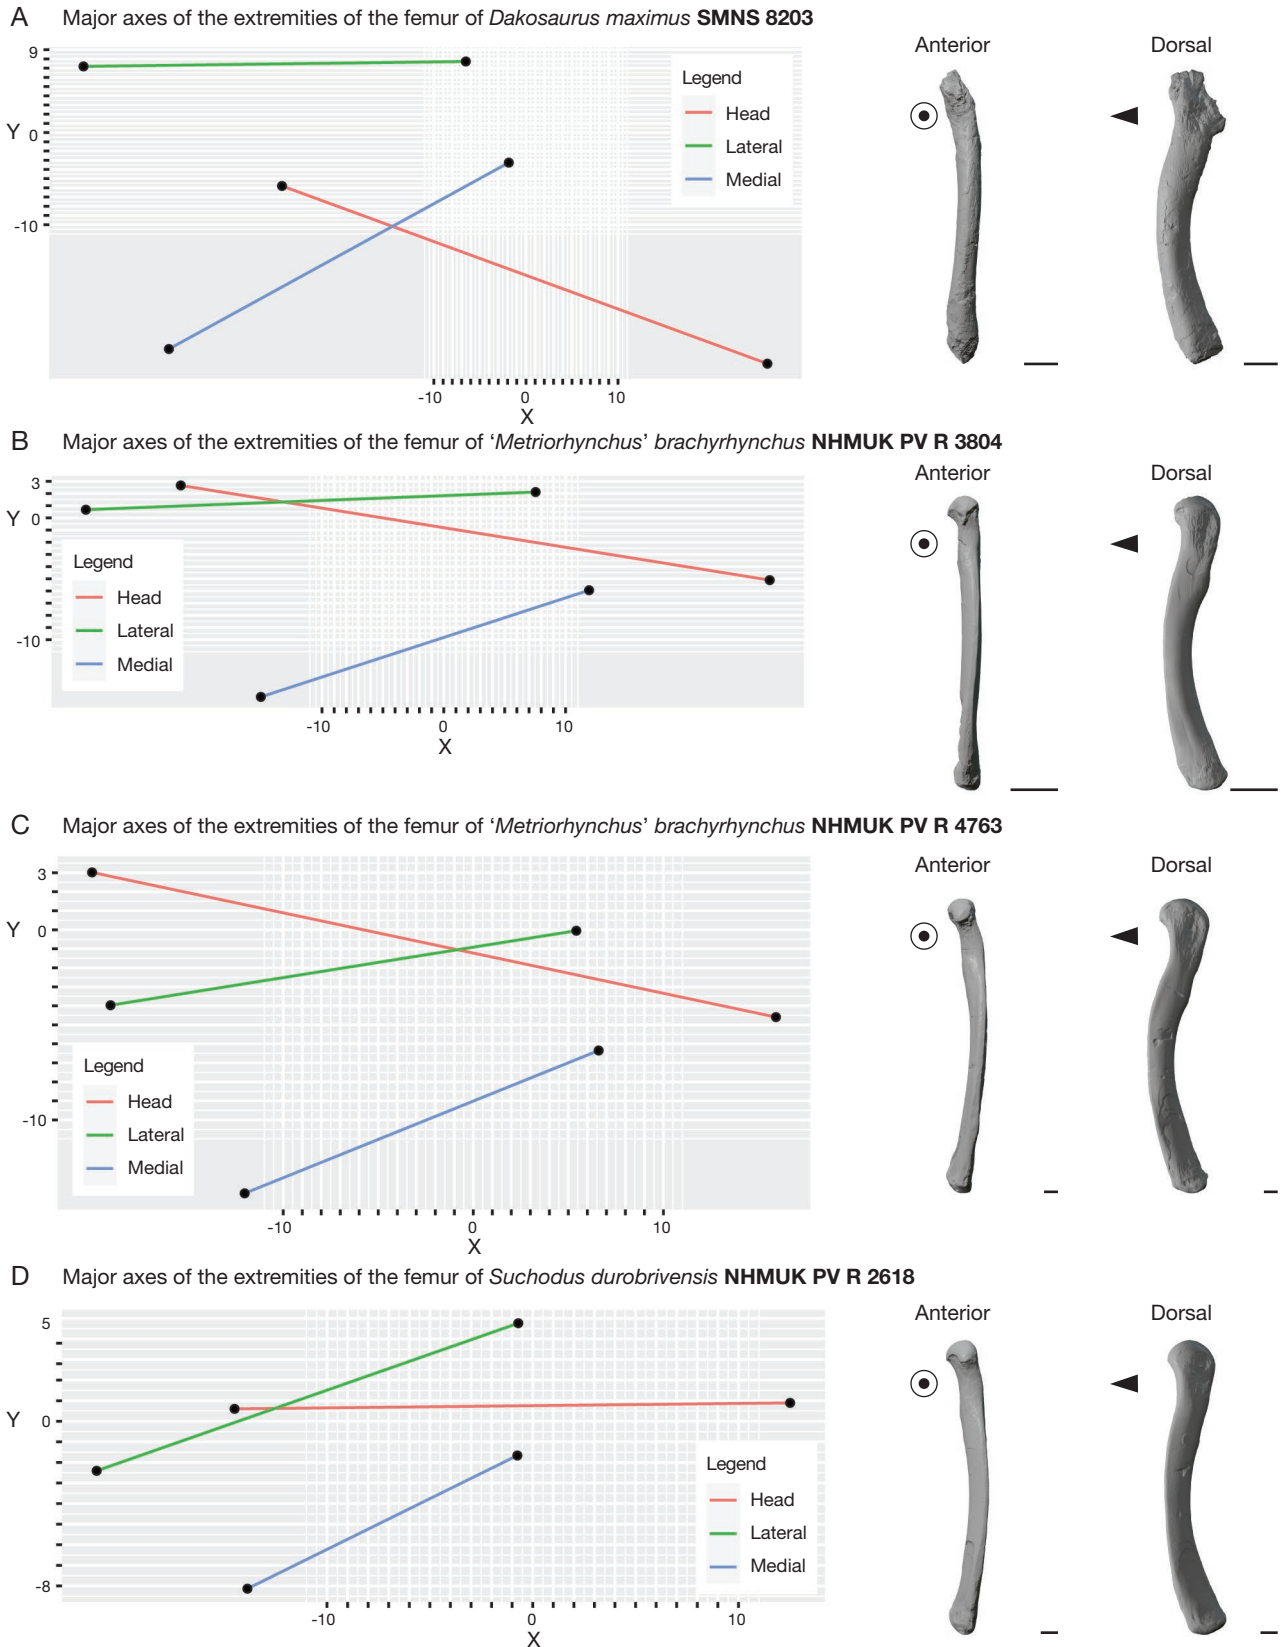 A Major axes of the extremities of the femur of Dakosaurus maximus SMNS 8203
Anterior Dorsal
9
Y 0
-10
Legend
Head
Lateral
Medial
-10 0 10
X
B Major axes of the extremities of the femur of ‘Metriorhynchus’ brachyrhynchus NHMUK PV R 3804
Anterior Dorsal
3
Y 0
-10
Legend
Head
Lateral
Medial
-10 0 10
X
C Major axes of the extremities of the femur of ‘Metriorhynchus’ brachyrhynchus NHMUK PV R 4763
Anterior Dorsal
3
Y 0
-10
Legend
Head
Lateral
Medial
-10 0 10
X
D Major axes of the extremities of the femur of Suchodus durobrivensis NHMUK PV R 2618
Anterior Dorsal
5
Y 0
-8
Legend
Head
Lateral
Medial
-10 0 10
X